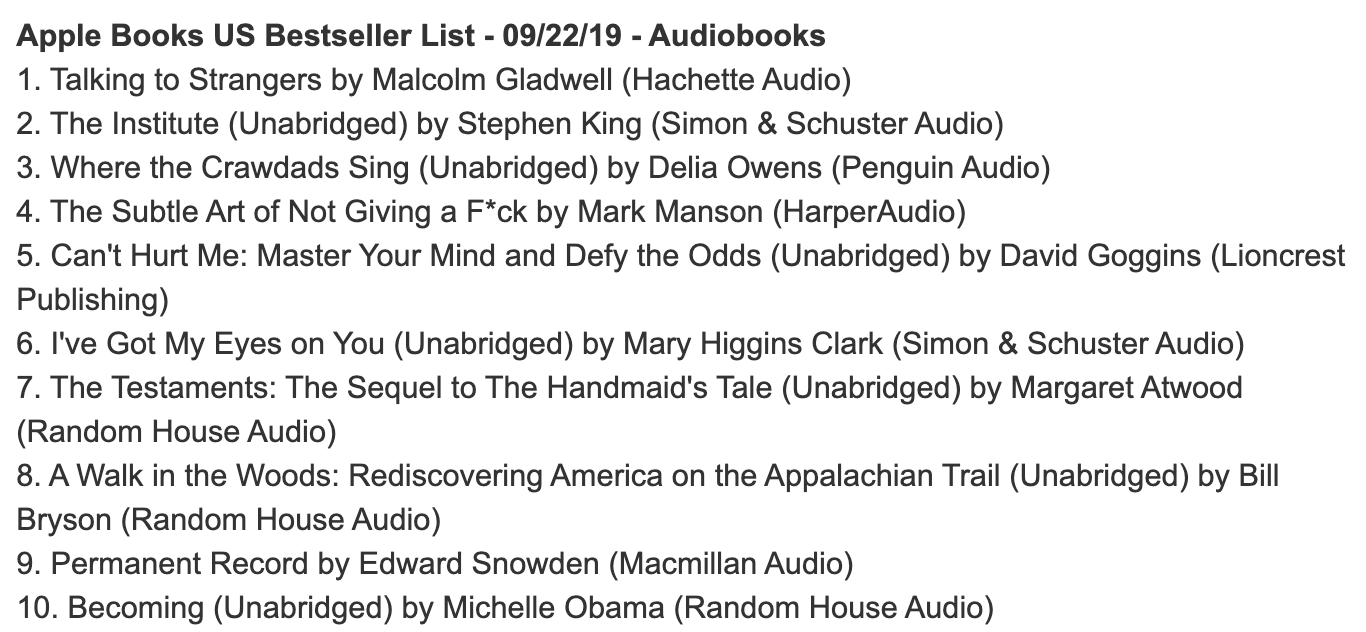 Apple Books US Bestseller List - 09/22/19 - Audiobooks
1. Talking to Strangers by Malcolm Gladwell (Hachette Audio)
2. The Institute (Unabridged) by Stephen King (Simon & Schuster Audio)
3. Where the Crawdads Sing (Unabridged) by Delia Owens (Penguin Audio)
4. The Subtle Art of Not Giving a F*ck by Mark Manson (HarperAudio)
5. Can't Hurt Me: Master Your Mind and Defy the Odds (Unabridged) by David Goggins (Lioncrest
Publishing)
6. I've Got My Eyes on You (Unabridged) by Mary Higgins Clark (Simon & Schuster Audio)
7. The Testaments: The Sequel to The Handmaid's Tale (Unabridged) by Margaret Atwood
(Random House Audio)
8. A Walk in the Woods: Rediscovering America on the Appalachian Trail (Unabridged) by Bill
Bryson (Random House Audio)
9. Permanent Record by Edward Snowden (Macmillan Audio)
10. Becoming (Unabridged) by Michelle Obama (Random House Audio)